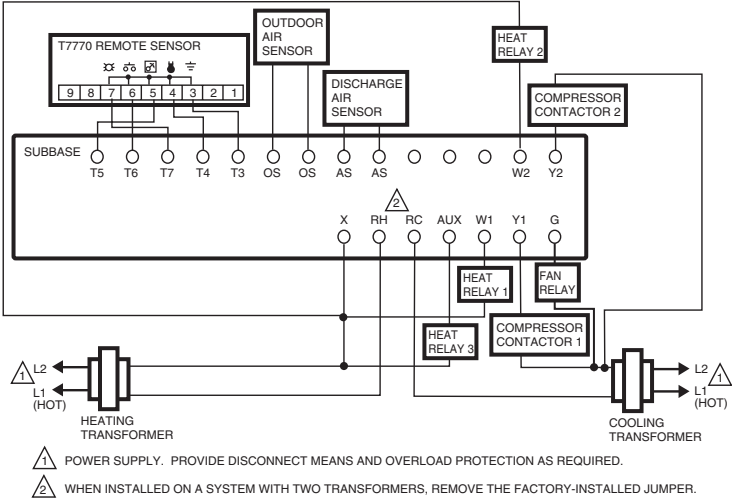 OUTDOOR
AIR
SENSOR
HEAT
RELAY 2
T7770 REMOTE SENSOR
9 8 7 6 5 4 3 2 1
DISCHARGE
AIR
SENSOR
COMPRESSOR
CONTACTOR 2
SUBBASE
T5 T6 T7 T4 T3 OS OS AS AS W2 Y2
2
X RH RC AUX W1 Y1 G
HEAT
RELAY 1
FAN
RELAY
HEAT
RELAY 3
COMPRESSOR
CONTACTOR 1
1 L2
L1
(HOT)
HEATING
TRANSFORMER
L2 1
L1
(HOT)
COOLING
TRANSFORMER
1 POWER SUPPLY. PROVIDE DISCONNECT MEANS AND OVERLOAD PROTECTION AS REQUIRED.
2 WHEN INSTALLED ON A SYSTEM WITH TWO TRANSFORMERS, REMOVE THE FACTORY-INSTALLED JUMPER.